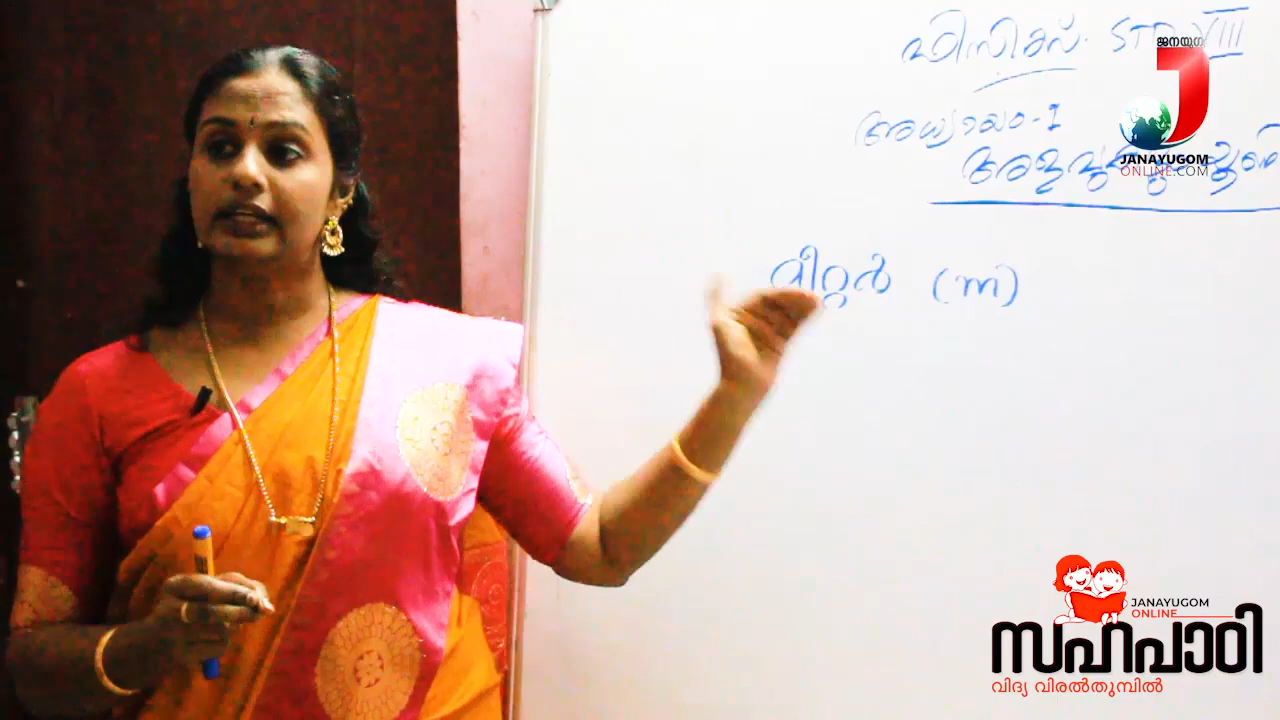 ഫിസിക്സ്. STD VIII
അധ്യായം-1
മീറ്റർ (m)
ജനയുഗം
J
JANAYUGOM
ONLINE.COM
JANAYUGOM
ONLINE
സഹപാഠി
വിദ്യ വിരൽതുമ്പിൽ